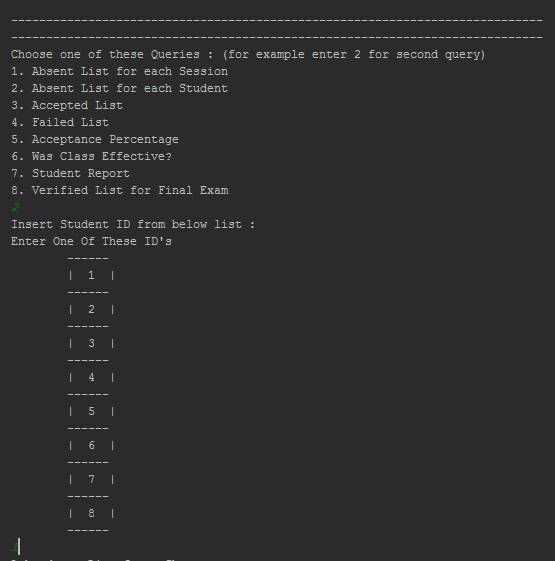 --------------------------------------------------------------------------------
--------------------------------------------------------------------------------
Choose one of these Queries : (for example enter 2 for second query)
1. Absent List for each Session
2. Absent List for each Student
3. Accepted List
4. Failed List
5. Acceptance Percentage
6. Was Class Effective?
7. Student Report
8. Verified List for Final Exam
2
Insert Student ID from below list :
Enter One Of These ID's
------
| 1 |
------
| 2 |
------
| 3 |
------
| 4 |
------
| 5 |
------
| 6 |
------
| 7 |
------
| 8 |
------
1